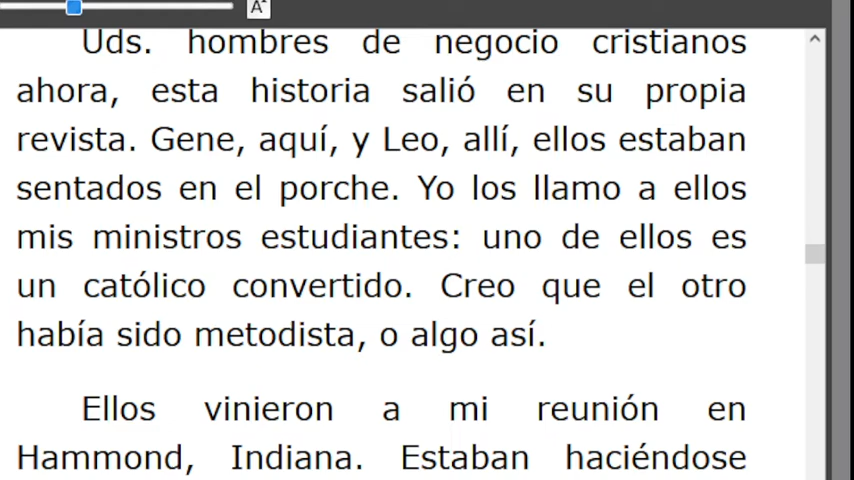 A
Uds. hombres de negocio cristianos
ahora, esta historia salió en su propia
revista. Gene, aquí, y Leo, allí, ellos estaban
sentados en el porche. Yo los llamo a ellos
mis ministros estudiantes: uno de ellos es
un católico convertido. Creo que el otro
había sido metodista, o algo así.
Ellos vinieron a mi reunión en
Hammond, Indiana. Estaban haciéndose